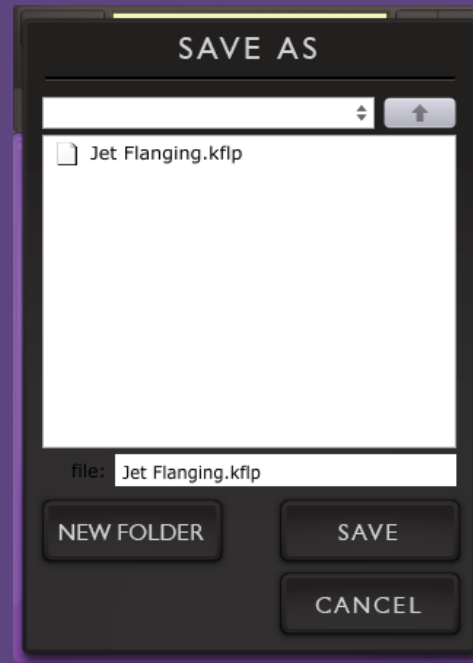 SAVE AS
Jet Flanging.kflp
file: Jet Flanging.kflp
NEW FOLDER
SAVE
CANCEL